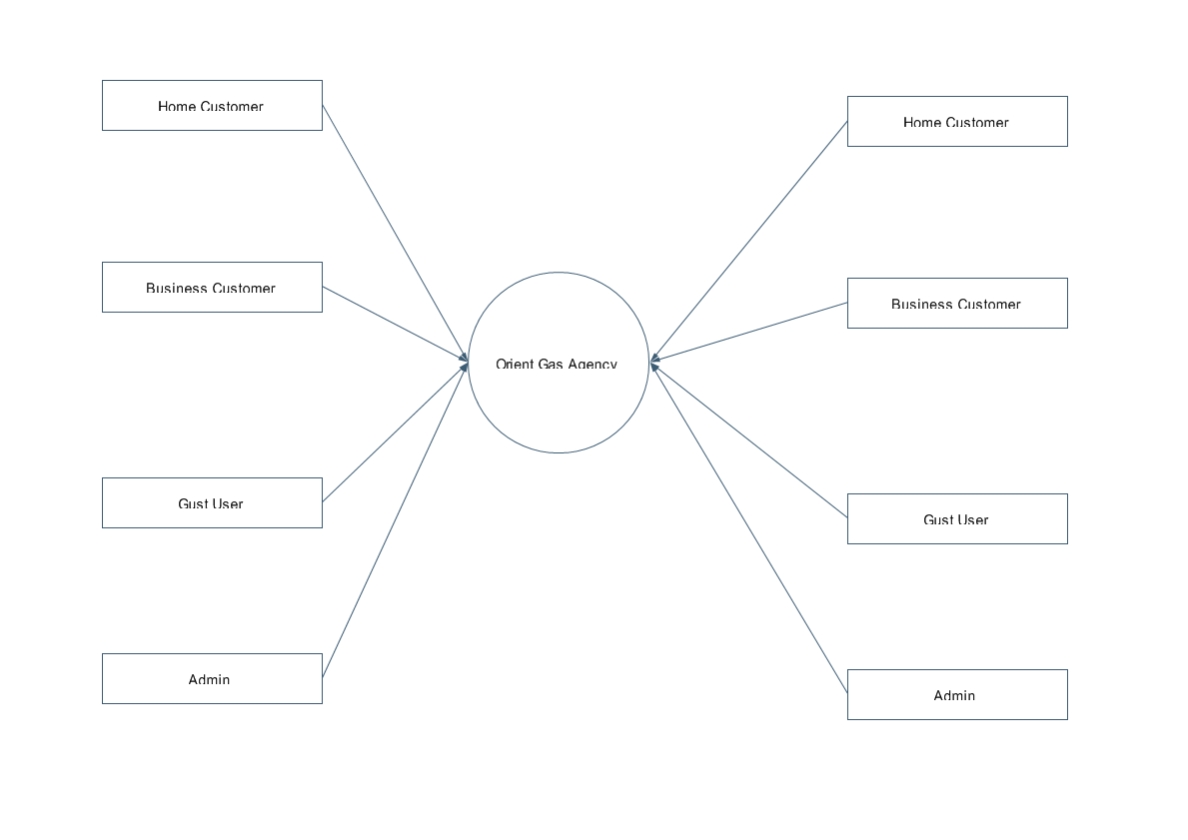 Home Customer
Home Customer
Business Customer
Business Customer
Orient Gas Agency
Gust User
Gust User
Admin
Admin